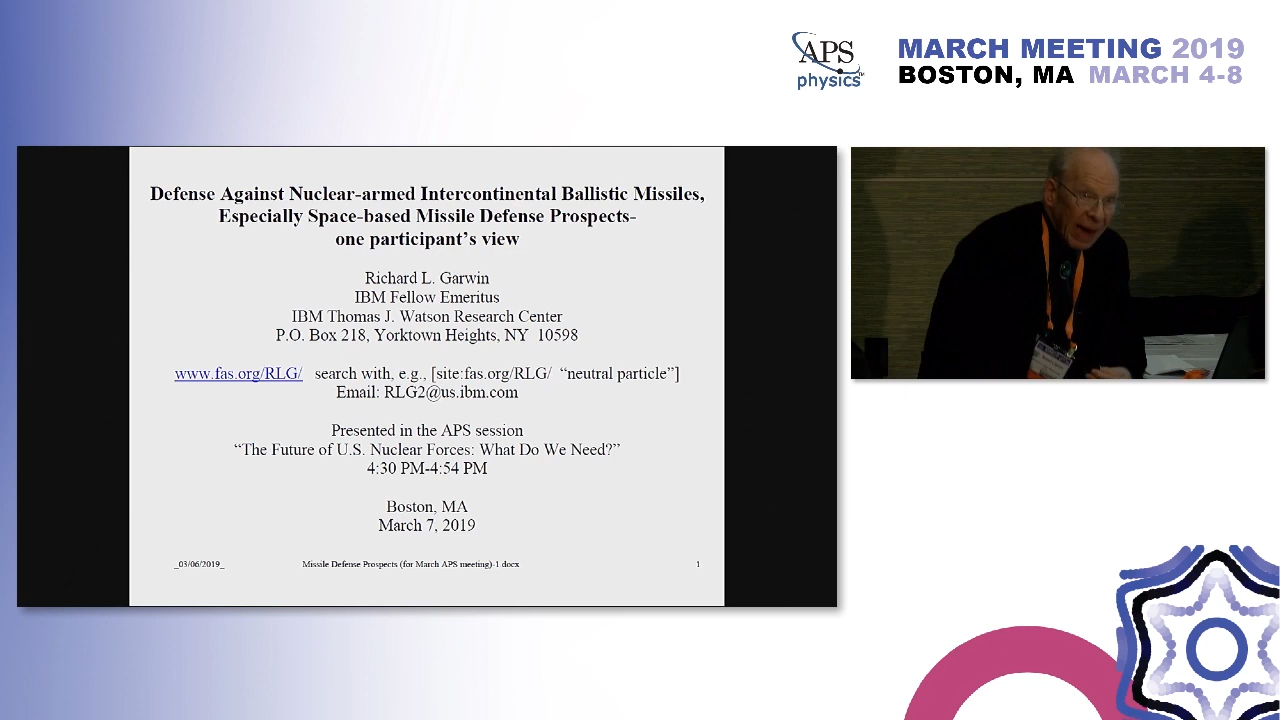 APS
physics
MARCH MEETING 2019
BOSTON, MA MARCH 4-8
Defense Against Nuclear-armed Intercontinental Ballistic Missiles,
Especially Space-based Missile Defense Prospects-
one participant's view
Richard L. Garwin
IBM Fellow Emeritus
IBM Thomas J. Watson Research Center
P.O. Box 218, Yorktown Heights, NY 10598
www.fas.org/RLG/ search with, e.g., [site:fas.org/RLG/ “neutral particle”]
Email: RLG2@us.ibm.com
Presented in the APS session
“The Future of U.S. Nuclear Forces: What Do We Need?”
4:30 PM-4:54 PM
Boston, MA
March 7, 2019
_03/06/2019_ Missile Defense Prospects (for March APS meeting)-1.docx 1